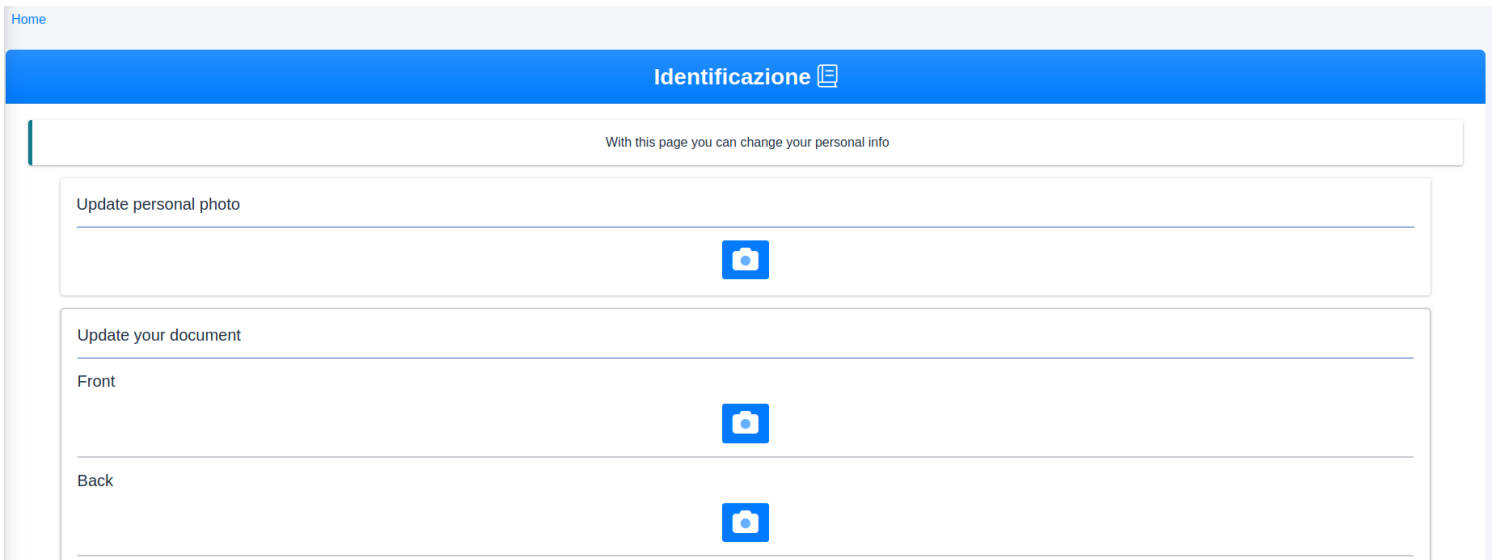 Home
Identificazione
With this page you can change your personal info
Update personal photo
Update your document
Front
Back